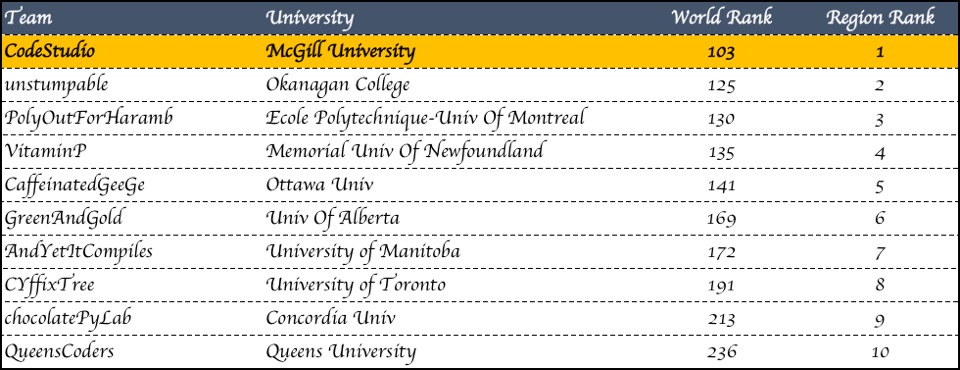 Team University World Rank Region Rank
CodeStudio McGill University 103 1
unstumpable Okanagan College 125 2
PolyOutForHaramb Ecole Polytechnique-Univ Of Montreal 130 3
VitaminP Memorial Univ Of Newfoundland 135 4
CaffeinatedGeeGe Ottawa Univ 141 5
GreenAndGold Univ Of Alberta 169 6
AndYetItCompiles University of Manitoba 172 7
CYffixTree University of Toronto 191 8
chocolatePyLab Concordia Univ 213 9
QueensCoders Queens University 236 10